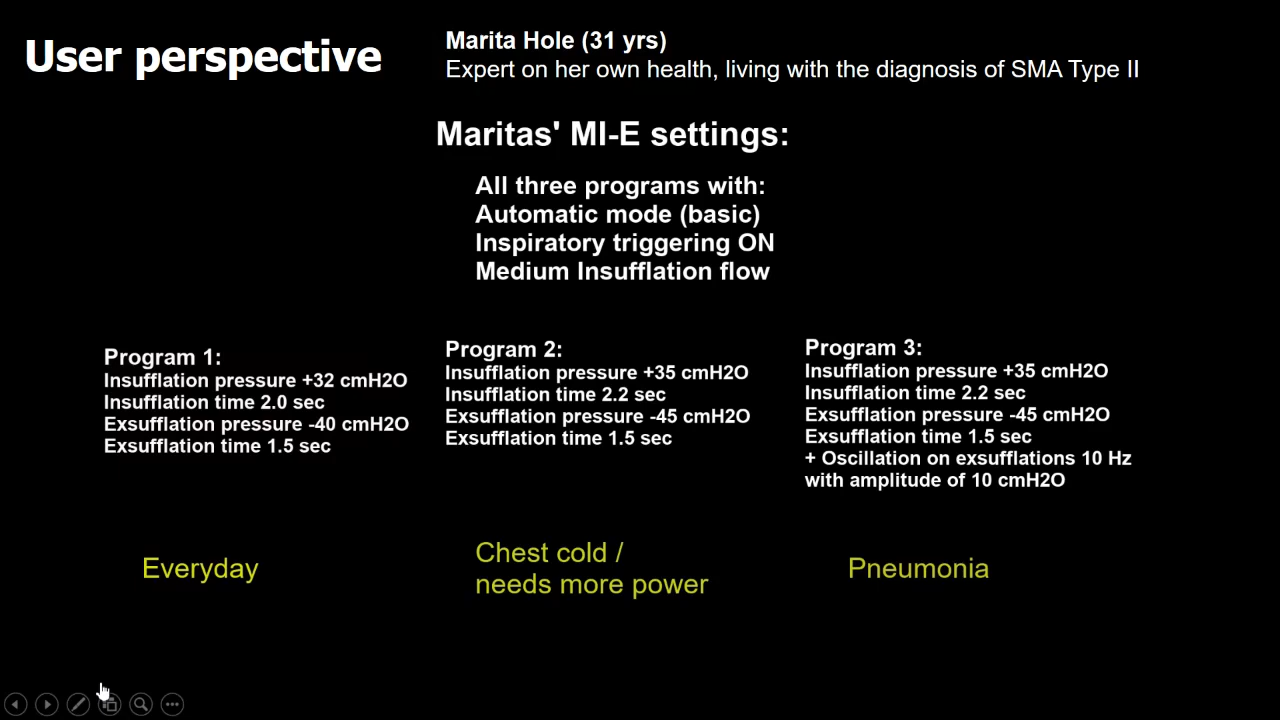 User perspective
Marita Hole (31 yrs)
Expert on her own health, living with the diagnosis of SMA Type II
Maritas' MI-E settings:
All three programs with:
Automatic mode (basic)
Inspiratory triggering ON
Medium Insufflation flow
Program 1:
Insufflation pressure +32 cmH2O
Insufflation time 2.0 sec
Exsufflation pressure -40 cmH2O
Exsufflation time 1.5 sec
Everyday
Program 2:
Insufflation pressure +35 cmH2O
Insufflation time 2.2 sec
Exsufflation pressure -45 cmH2O
Exsufflation time 1.5 sec
Chest cold /
needs more power
Program 3:
Insufflation pressure +35 cmH2O
Insufflation time 2.2 sec
Exsufflation pressure -45 cmH2O
Exsufflation time 1.5 sec
+ Oscillation on exsufflations 10 Hz
with amplitude of 10 cmH2O
Pneumonia